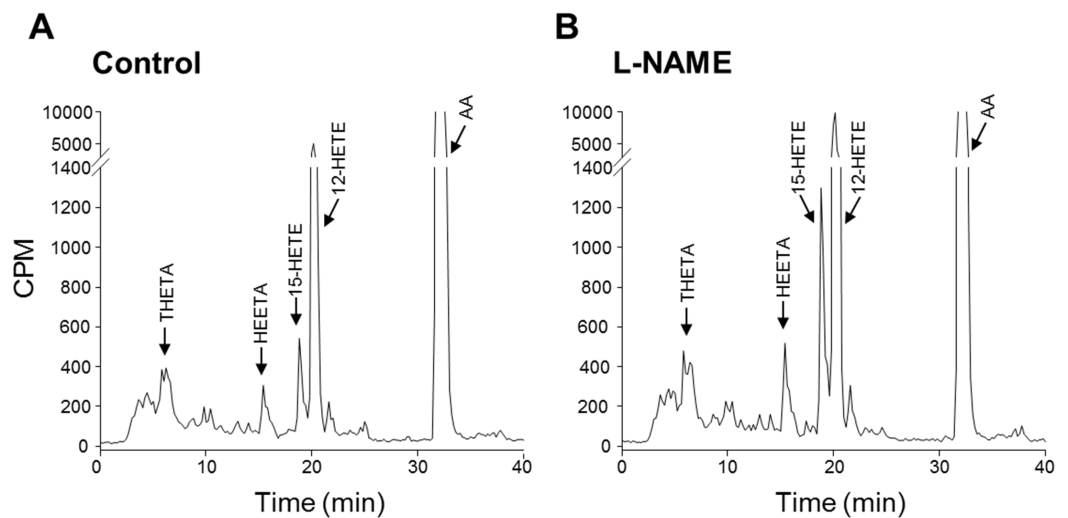 A
Control
10000
5000
1400
1200
1000
800
600
400
200
0
CPM
THETA
HEETA
15-HETE
12-HETE
AA
0 10 20 30 40
Time (min)
B
L-NAME
10000
5000
1400
1200
1000
800
600
400
200
0
THETA
HEETA
15-HETE
12-HETE
AA
0 10 20 30 40
Time (min)